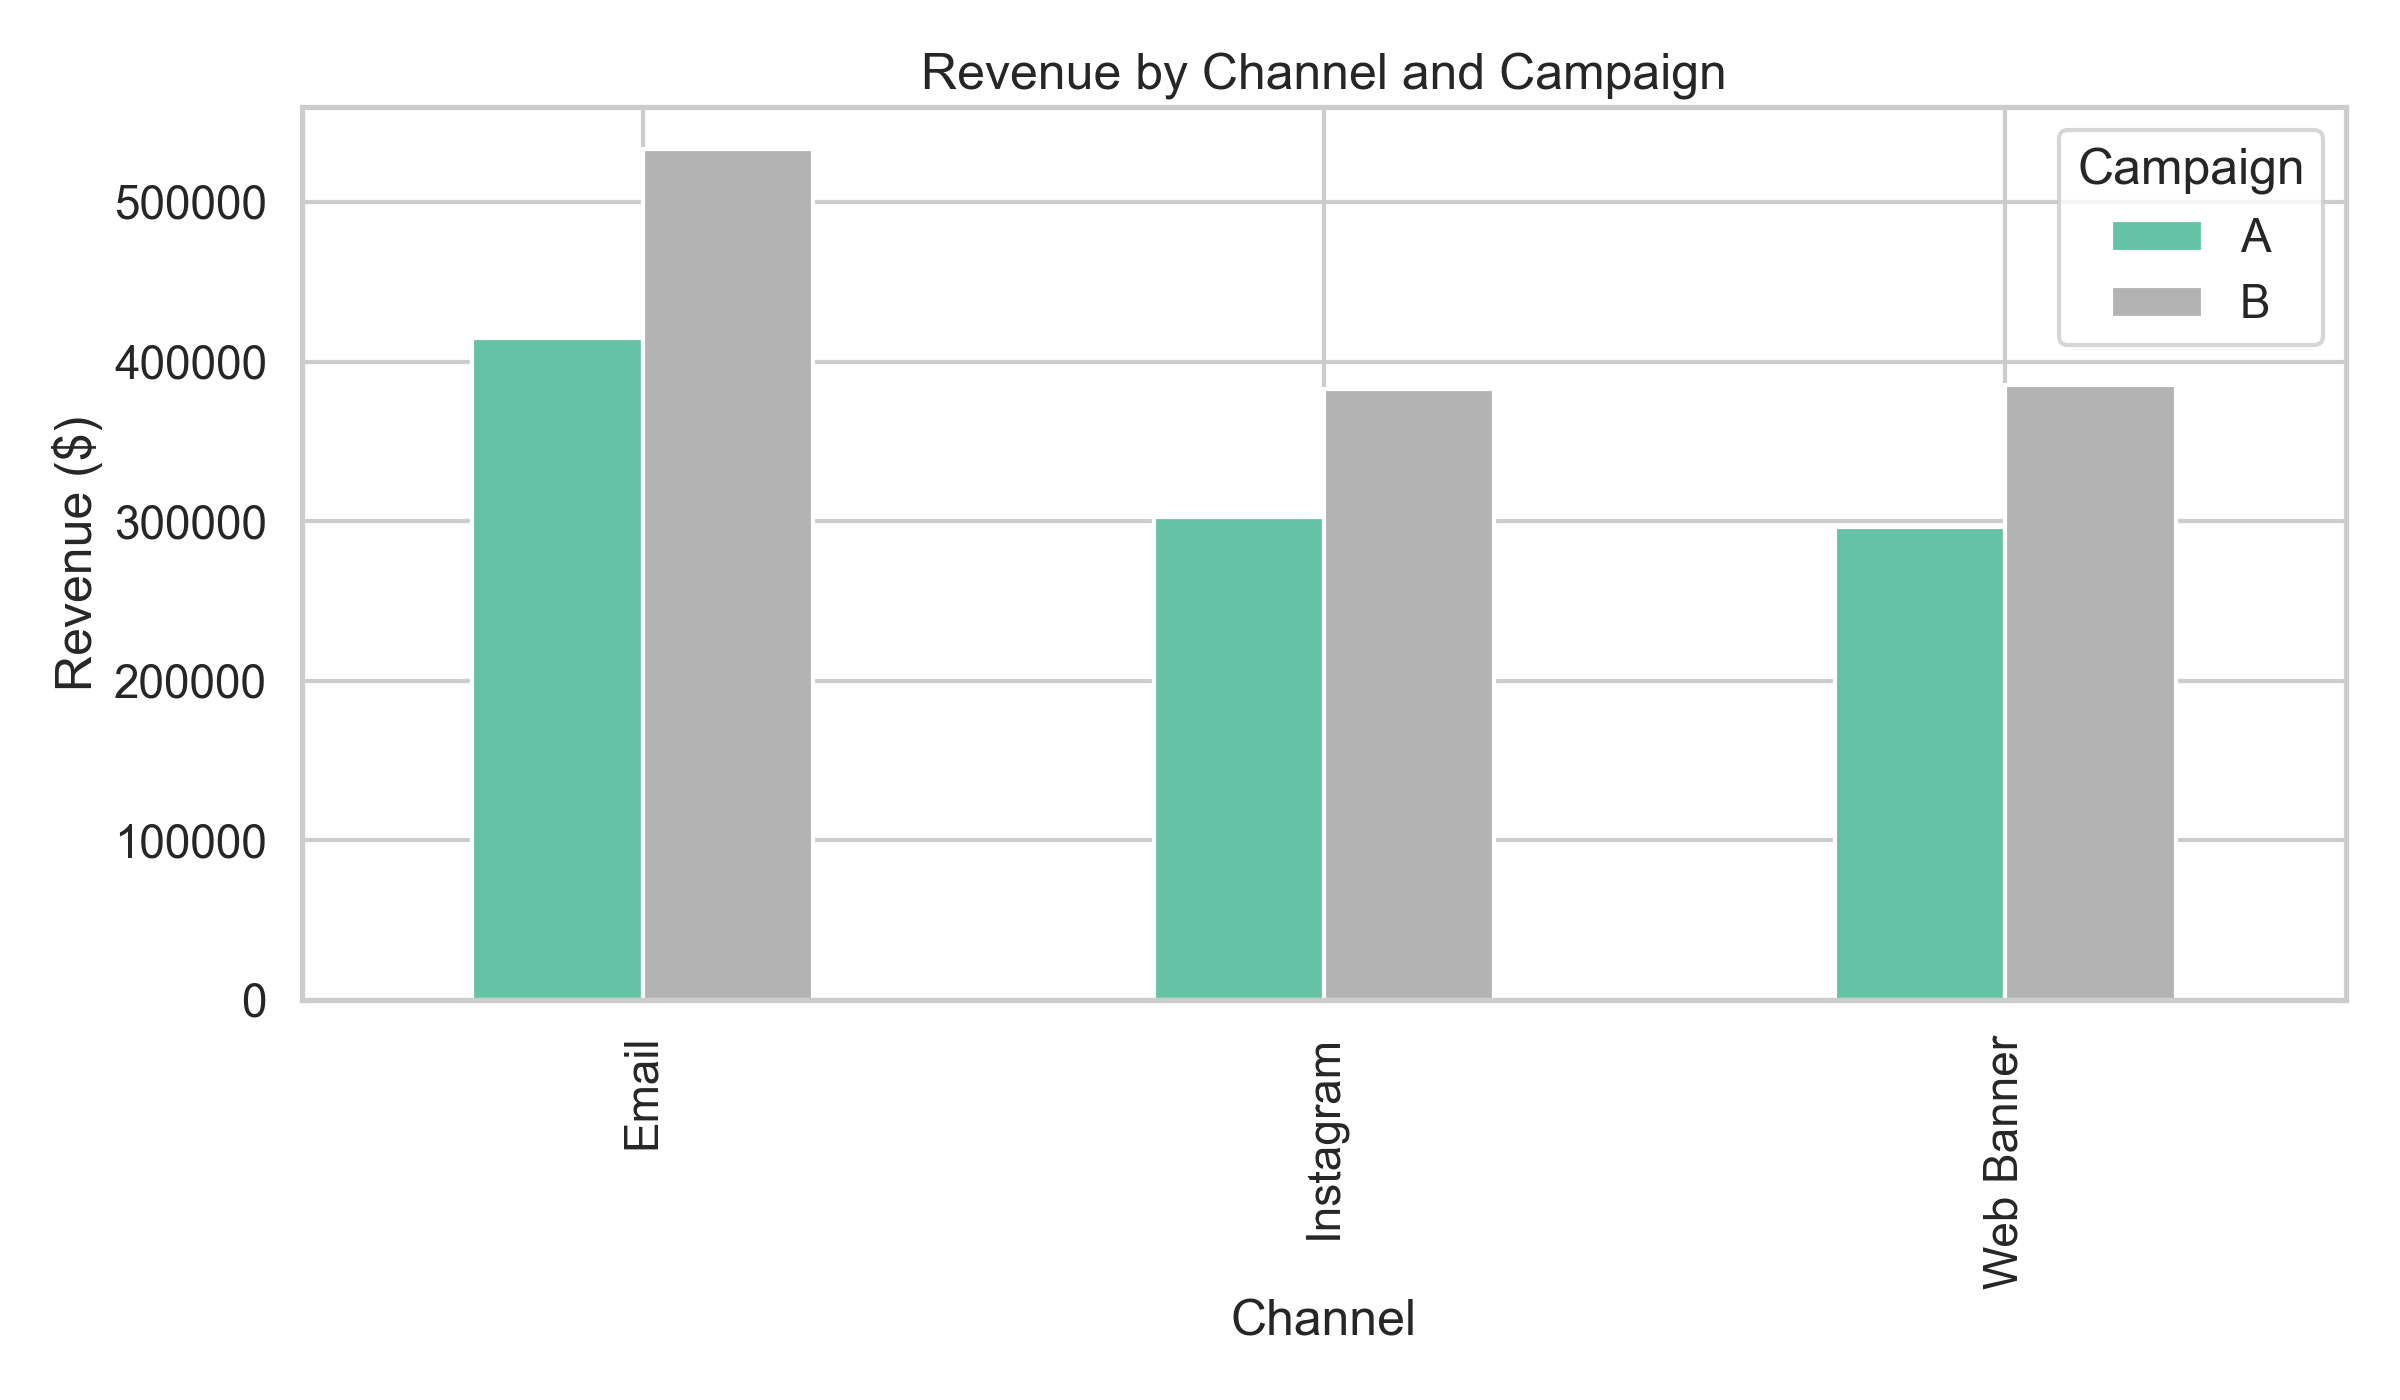 Revenue by Channel and Campaign
Campaign
A
B
Revenue ($)
500000
400000
300000
200000
100000
0
Email
Instagram
Web Banner
Channel